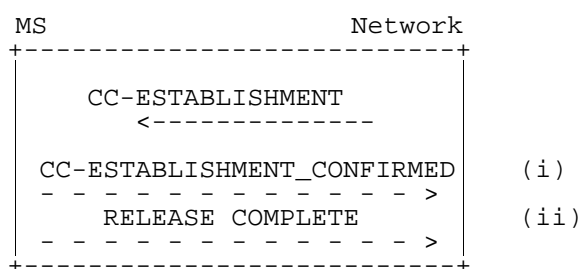 MS Network
+----------------------------+
CC-ESTABLISHMENT
<--------------
CC-ESTABLISHMENT_CONFIRMED (i)
- - - - - - - - - - - - - >
RELEASE COMPLETE (ii)
- - - - - - - - - - - - - >
+----------------------------+